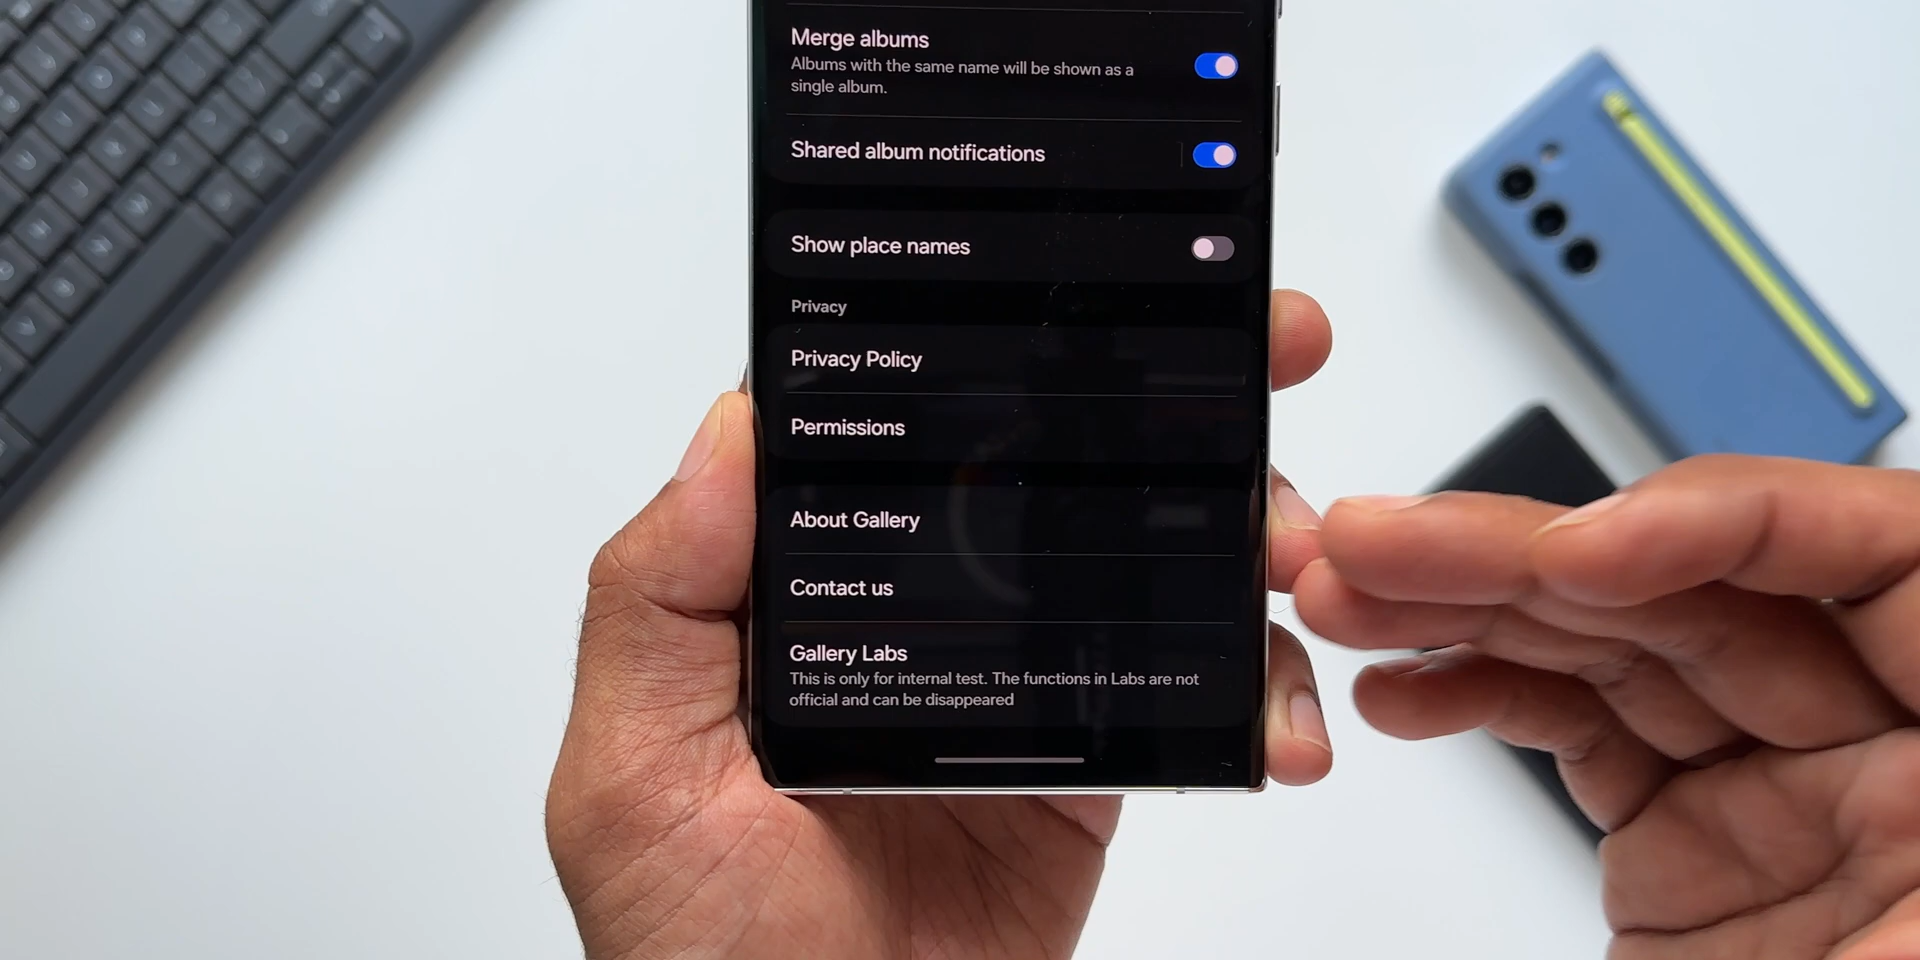 Merge albums
Albums with the same name will be shown as a
single album.
Shared album notifications
Show place names
Privacy
Privacy Policy
Permissions
About Gallery
Contact us
Gallery Labs
This is only for internal test. The functions in Labs are not
official and can be disappeared